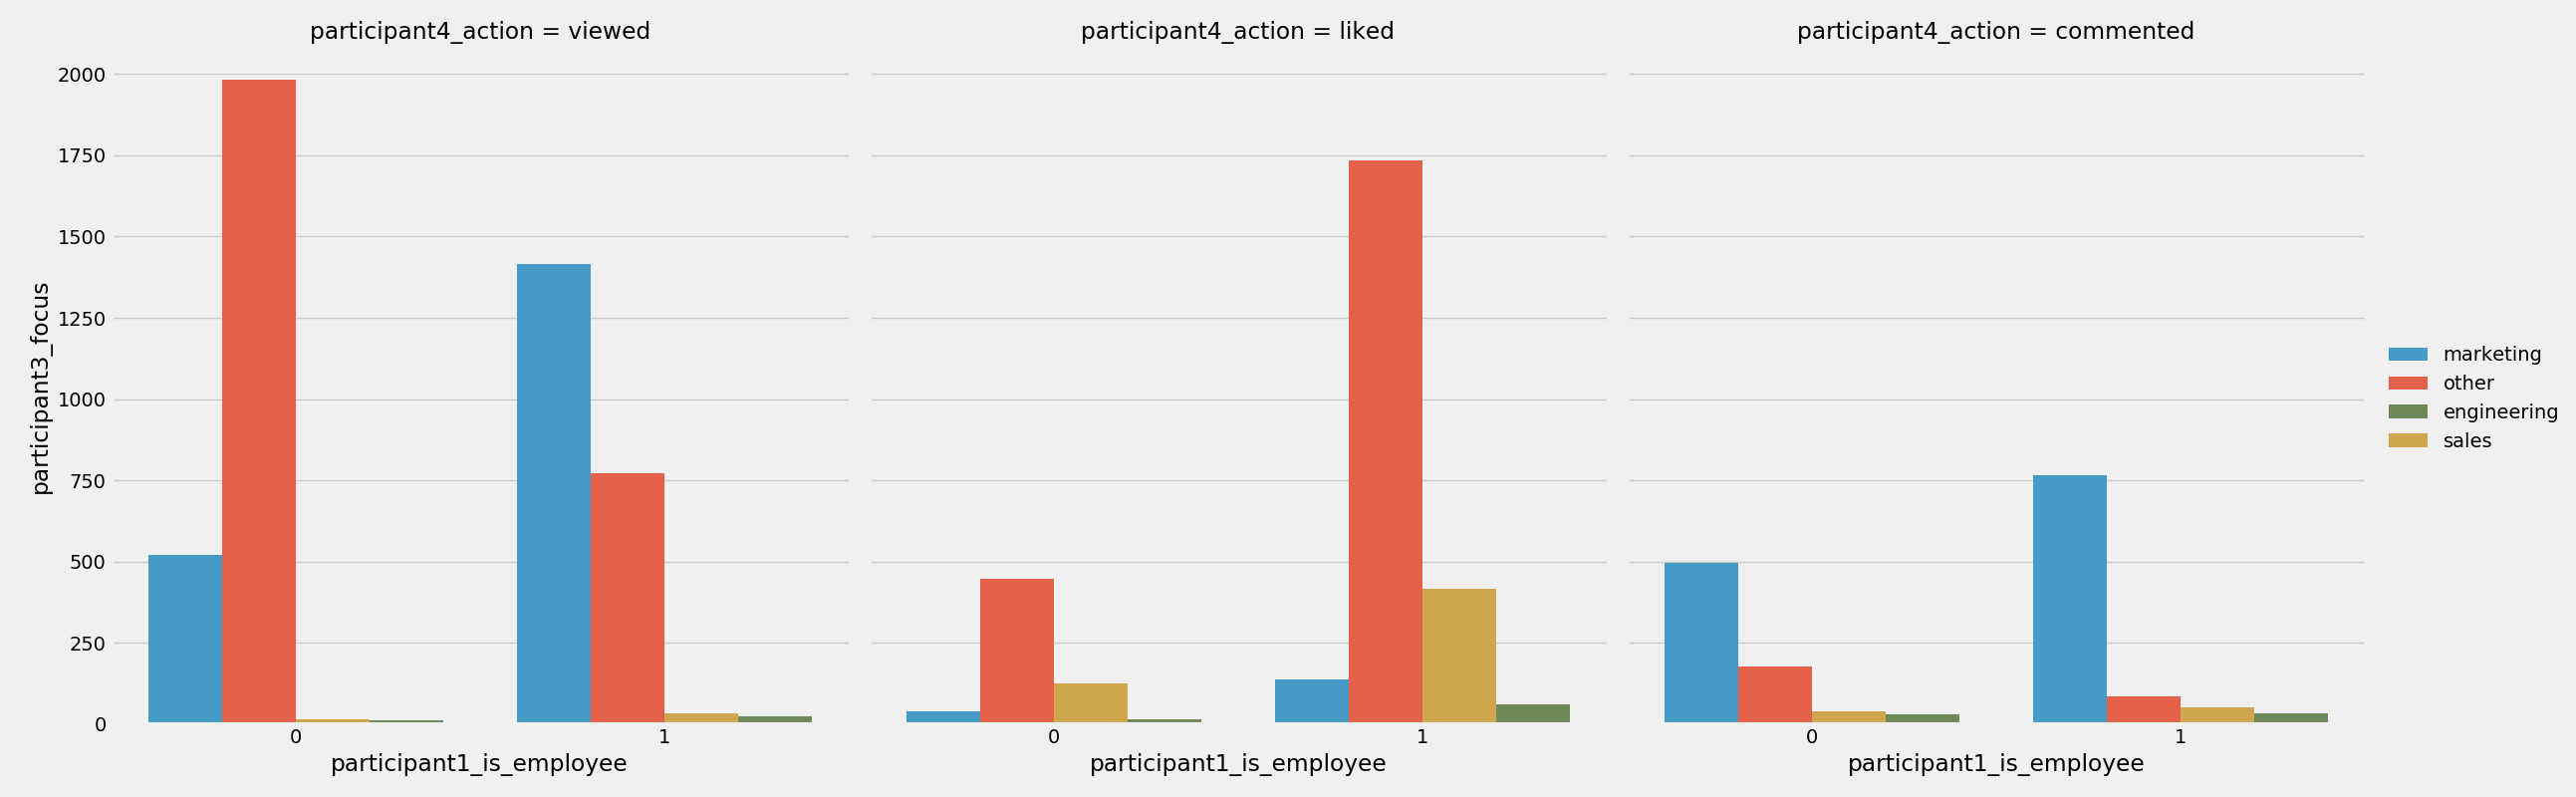 participant4_action = viewed
participant4_action = liked
participant4_action = commented
participant3_focus
2000
1750
1500
1250
1000
750
500
250
0
0
1
0
1
0
1
participant1_is_employee
participant1_is_employee
participant1_is_employee
marketing
other
engineering
sales